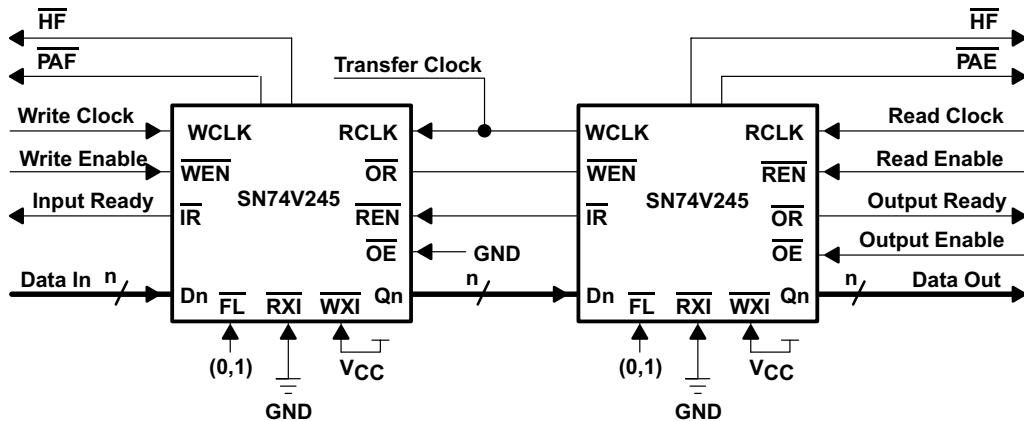 HF HF
PAF Transfer Clock PAE
Write Clock WCLK RCLK WCLK RCLK Read Clock
Write Enable WEN OR WEN REN Read Enable
SN74V245 SN74V245
Input Ready IR REN IR OR Output Ready
OE GND OE Output Enable
Data In n Dn Qn n Dn Qn n Data Out
FL RXI WXI FL RXI WXI
(0,1) VCC (0,1) VCC
GND GND